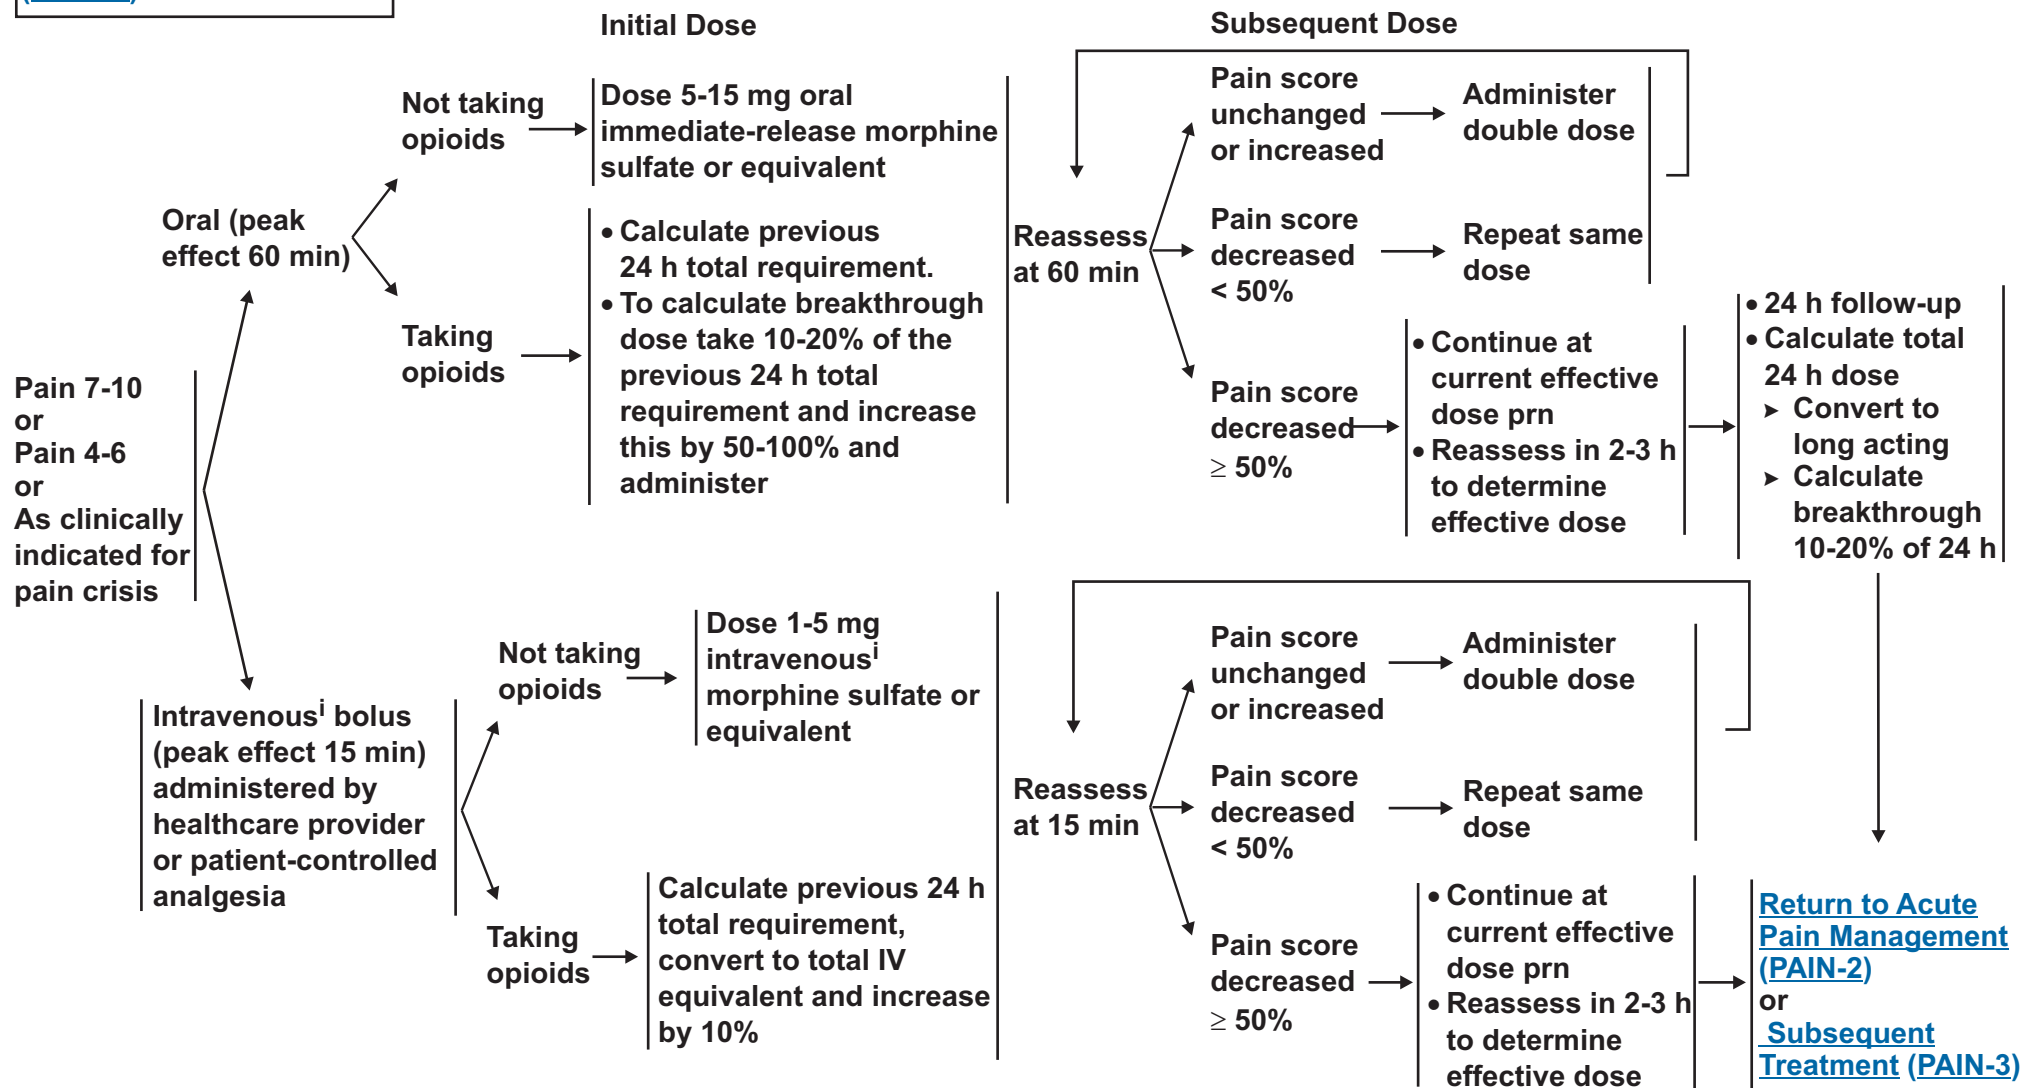 Initial Dose
Subsequent Dose
Pain 7-10
or
Pain 4-6
or
As clinically
indicated for
pain crisis
Oral (peak
effect 60 min)
Not taking
opioids
Dose 5-15 mg oral
immediate-release morphine
sulfate or equivalent
Taking
opioids
• Calculate previous
24 h total requirement.
• To calculate breakthrough
dose take 10-20% of the
previous 24 h total
requirement and increase
this by 50-100% and
administer
Reassess
at 60 min
Pain score
unchanged
or increased
Administer
double dose
Pain score
decreased
< 50%
Repeat same
dose
Pain score
decreased
≥ 50%
• Continue at
current effective
dose prn
• Reassess in 2-3 h
to determine
effective dose
• 24 h follow-up
• Calculate total
24 h dose
➤ Convert to
long acting
➤ Calculate
breakthrough
10-20% of 24 h
Intravenousⁱ bolus
(peak effect 15 min)
administered by
healthcare provider
or patient-controlled
analgesia
Not taking
opioids
Dose 1-5 mg
intravenousⁱ
morphine sulfate or
equivalent
Taking
opioids
Calculate previous 24 h
total requirement,
convert to total IV
equivalent and increase
by 10%
Reassess
at 15 min
Pain score
unchanged
or increased
Administer
double dose
Pain score
decreased
< 50%
Repeat same
dose
Pain score
decreased
≥ 50%
• Continue at
current effective
dose prn
• Reassess in 2-3 h
to determine
effective dose
Return to Acute
Pain Management
(PAIN-2)
or
Subsequent
Treatment (PAIN-3)